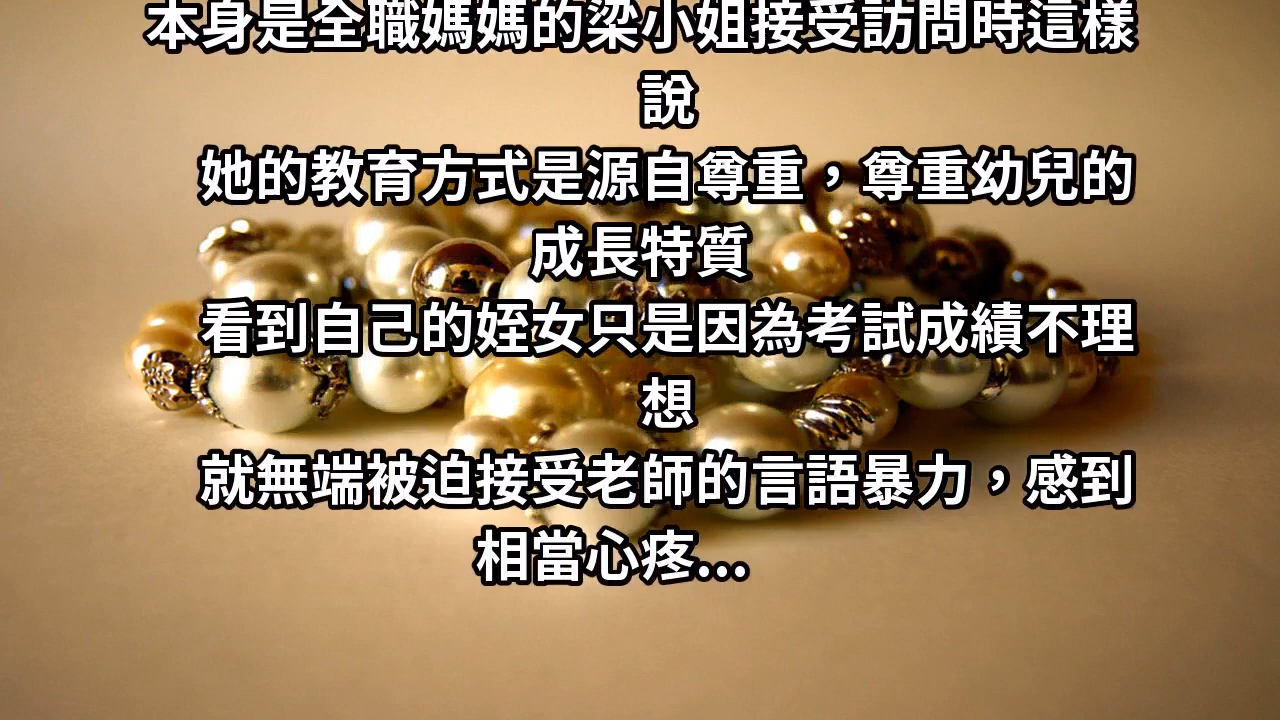 本身是全職媽媽的梁小姐接受訪問時這樣
說
她的教育方式是源自尊重，尊重幼兒的
成長特質
看到自己的姪女只是因為考試成績不理
想
就無端被迫接受老師的言語暴力，感到
相當心疼...